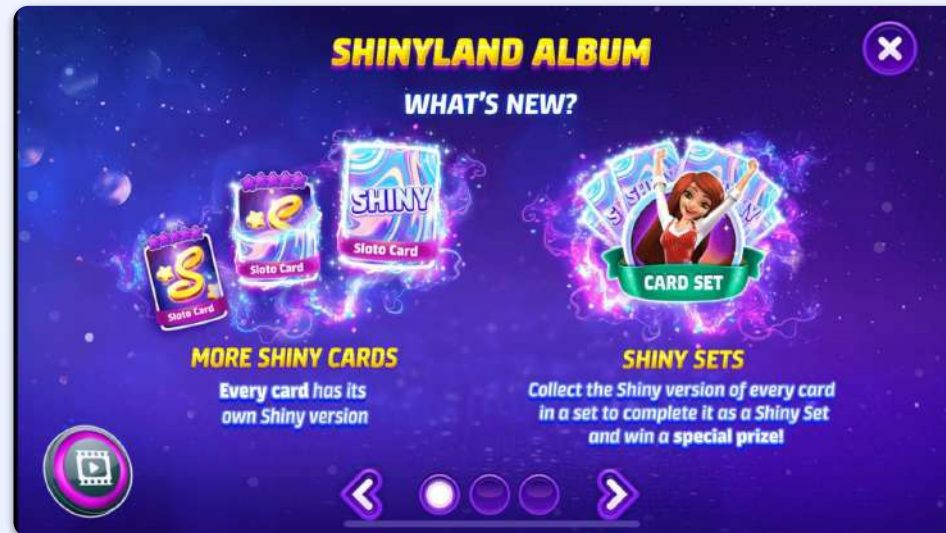 SHINYLAND ALBUM
WHAT'S NEW?
Sloto Card
Sloto Card
SHINY
Sloto Card
MORE SHINY CARDS
Every card has its
own Shiny version
CARD SET
SHINY SETS
Collect the Shiny version of every card
in a set to complete it as a Shiny Set
and win a special prize!